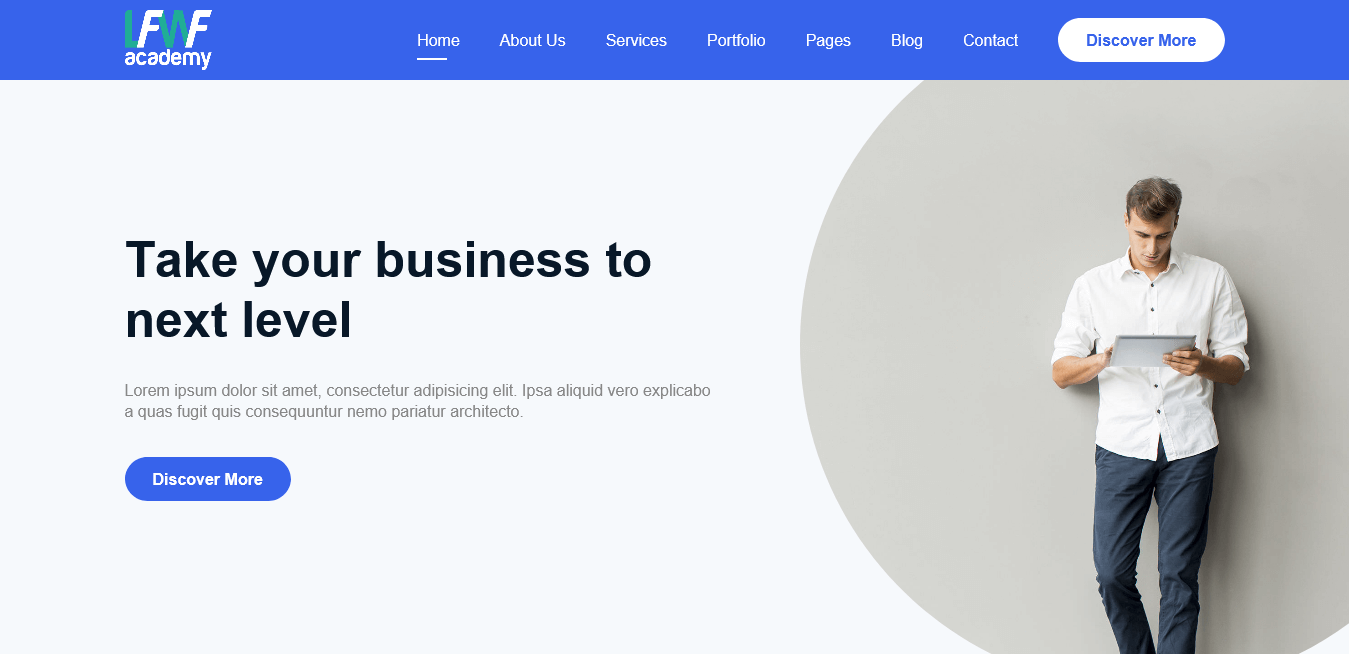 LFWF
academy
Home About Us Services Portfolio Pages Blog Contact Discover More
Take your business to
next level
Lorem ipsum dolor sit amet, consectetur adipisicing elit. Ipsa aliquid vero explicabo
a quas fugit quis consequuntur nemo pariatur architecto.
Discover More